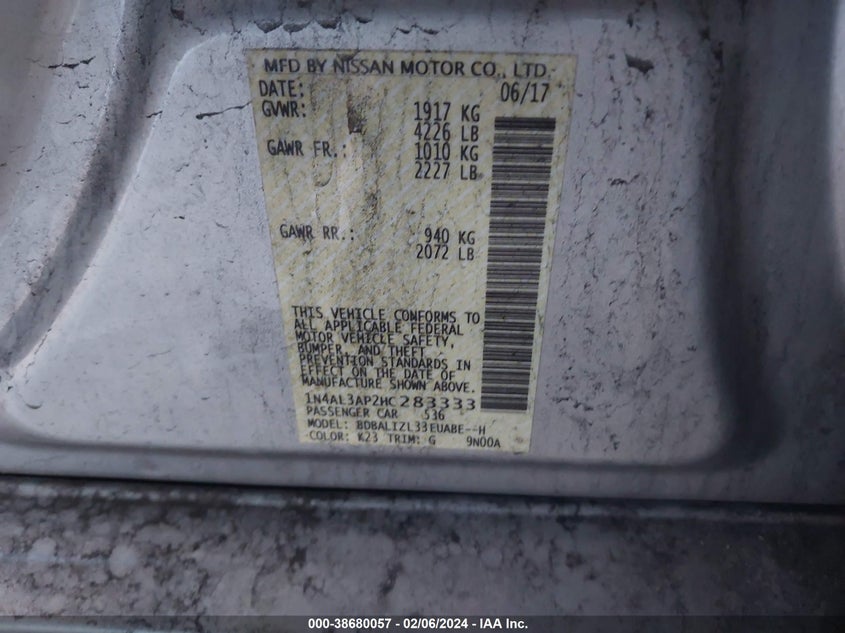 MFD BY NISSAN MOTOR CO., LTD.
DATE: 06/17
GVWR: 1917 KG
4226 LB
GAWR FR.: 1010 KG
2227 LB
GAWR RR.: 940 KG
2072 LB
THIS VEHICLE CONFORMS TO
ALL APPLICABLE FEDERAL
MOTOR VEHICLE SAFETY,
BUMPER, AND THEFT
PREVENTION STANDARDS IN
EFFECT ON THE DATE OF
MANUFACTURE SHOWN ABOVE.
1N4AL3AP2HC283333
PASSENGER CAR 536
MODEL: BDBALIZL33EUABE--H
COLOR: K23 TRIM: G 9N00A
000-38680057 - 02/06/2024 - IAA Inc.